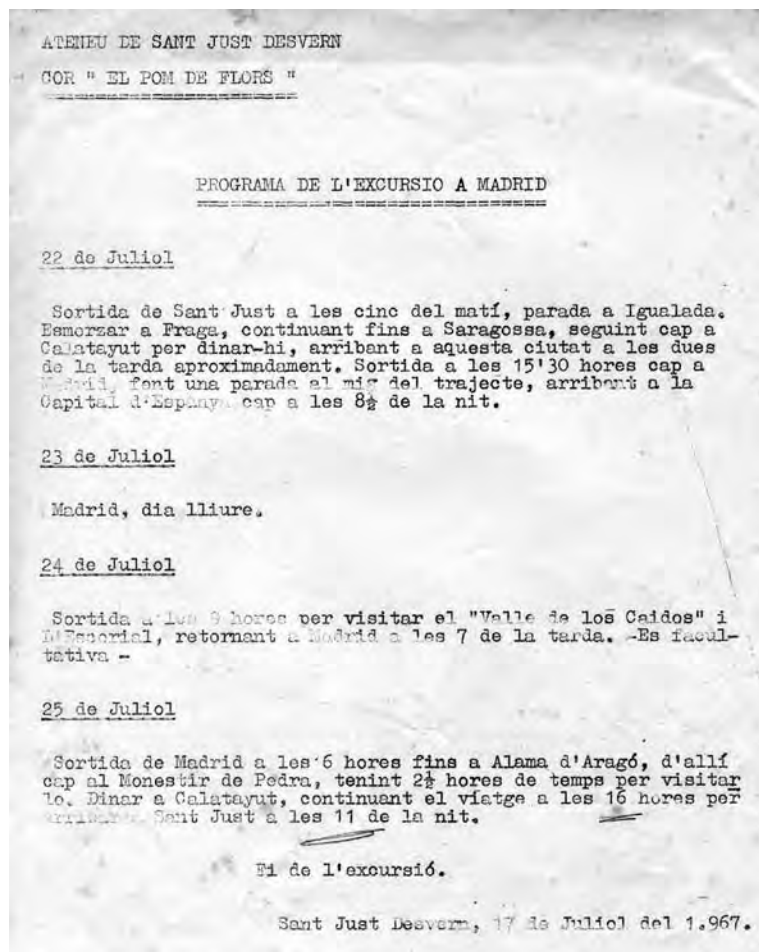 ATENEU DE SANT JUST DESVERN
COR " EL POM DE FLORS "
PROGRAMA DE L'EXCURSIO A MADRID
22 de Juliol
Sortida de Sant Just a les cinc del matí, parada a Igualada.
Esmorzar a Fraga, continuant fins a Saragossa, seguint cap a
Calatayut per dinar-hi, arribant a aquesta ciutat a les dues
de la tarda aproximadament. Sortida a les 15'30 hores cap a
Madrid, fent una parada al mig del trajecte, arribant a la
Capital d'Espanya cap a les 8½ de la nit.
23 de Juliol
Madrid, dia lliure.
24 de Juliol
Sortida a les 9 hores per visitar el "Valle de los Caidos" i
L'Escorial, retornant a Madrid a les 7 de la tarda. -Es facul-
tativa -
25 de Juliol
Sortida de Madrid a les 6 hores fins a Alama d'Aragó, d'allí
cap al Monestir de Pedra, tenint 2½ hores de temps per visitar
lo. Dinar a Calatayut, continuant el viatge a les 16 hores per
arribar a Sant Just a les 11 de la nit.
Fi de l'excursió.
Sant Just Desvern, 17 de Juliol del 1.967.